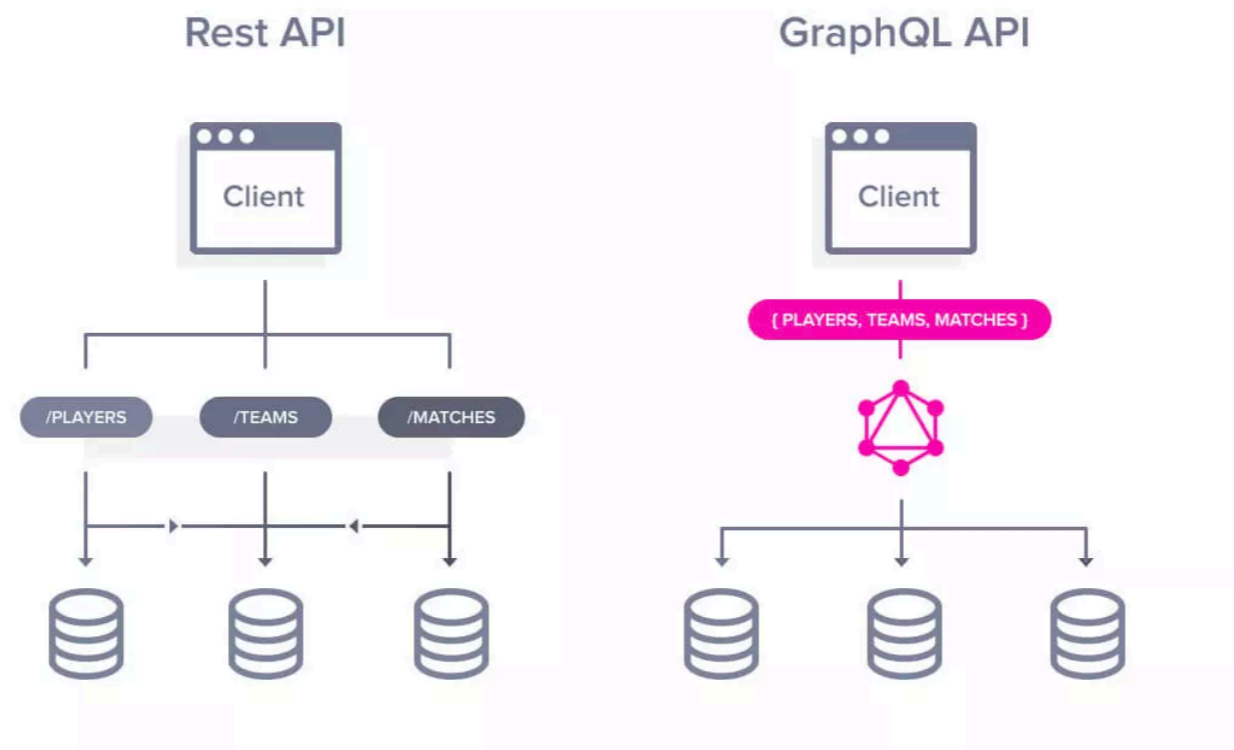 Rest API
GraphQL API
Client
Client
{ PLAYERS, TEAMS, MATCHES }
/PLAYERS
/TEAMS
/MATCHES